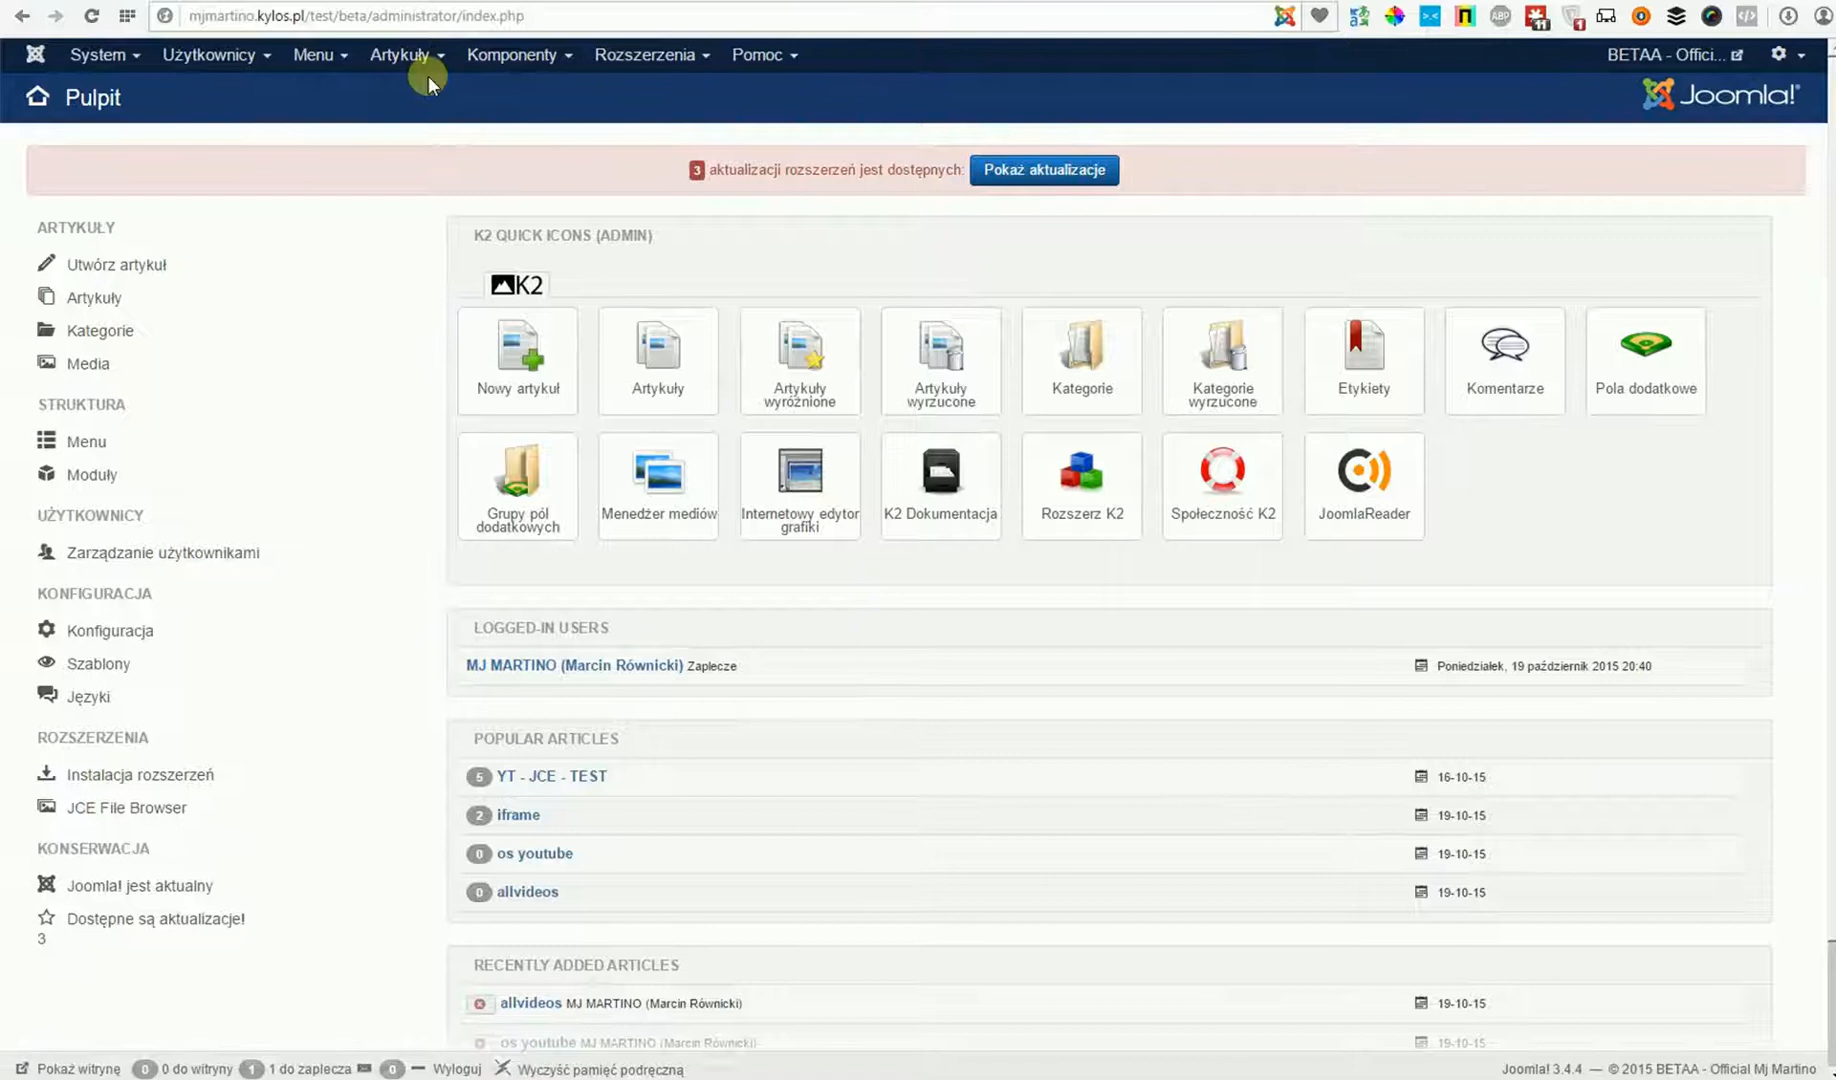 mjmartino.kylos.pl/test/beta/administrator/index.php
ABP
11
1
System Użytkownicy Menu Artykuły Komponenty Rozszerzenia Pomoc BETAA - Offici...
Pulpit
Joomla!
3 aktualizacji rozszerzeń jest dostępnych: Pokaż aktualizacje
ARTYKUŁY
Utwórz artykuł
Artykuły
Kategorie
Media
STRUKTURA
Menu
Moduły
UŻYTKOWNICY
Zarządzanie użytkownikami
KONFIGURACJA
Konfiguracja
Szablony
Języki
ROZSZERZENIA
Instalacja rozszerzeń
JCE File Browser
KONSERWACJA
Joomla! jest aktualny
Dostępne są aktualizacje!
3
K2 QUICK ICONS (ADMIN)
K2
Nowy artykuł
Artykuły
Artykuły
wyróżnione
Artykuły
wyrzucone
Kategorie
Kategorie
wyrzucone
Etykiety
Komentarze
Pola dodatkowe
Grupy pól
dodatkowych
Menedżer mediów
Internetowy edytor
grafiki
K2 Dokumentacja
Rozszerz K2
Społeczność K2
JoomlaReader
LOGGED-IN USERS
MJ MARTINO (Marcin Równicki) Zaplecze Poniedziałek, 19 październik 2015 20:40
POPULAR ARTICLES
5 YT - JCE - TEST 16-10-15
2 iframe 19-10-15
0 os youtube 19-10-15
0 allvideos 19-10-15
RECENTLY ADDED ARTICLES
allvideos MJ MARTINO (Marcin Równicki) 19-10-15
os youtube MJ MARTINO (Marcin Równicki) 19-10-15
Pokaż witrynę 0 0 do witryny 1 1 do zaplecza 0 Wyloguj Wyczyść pamięć podręczną Joomla! 3.4.4 — © 2015 BETAA - Official Mj Martino